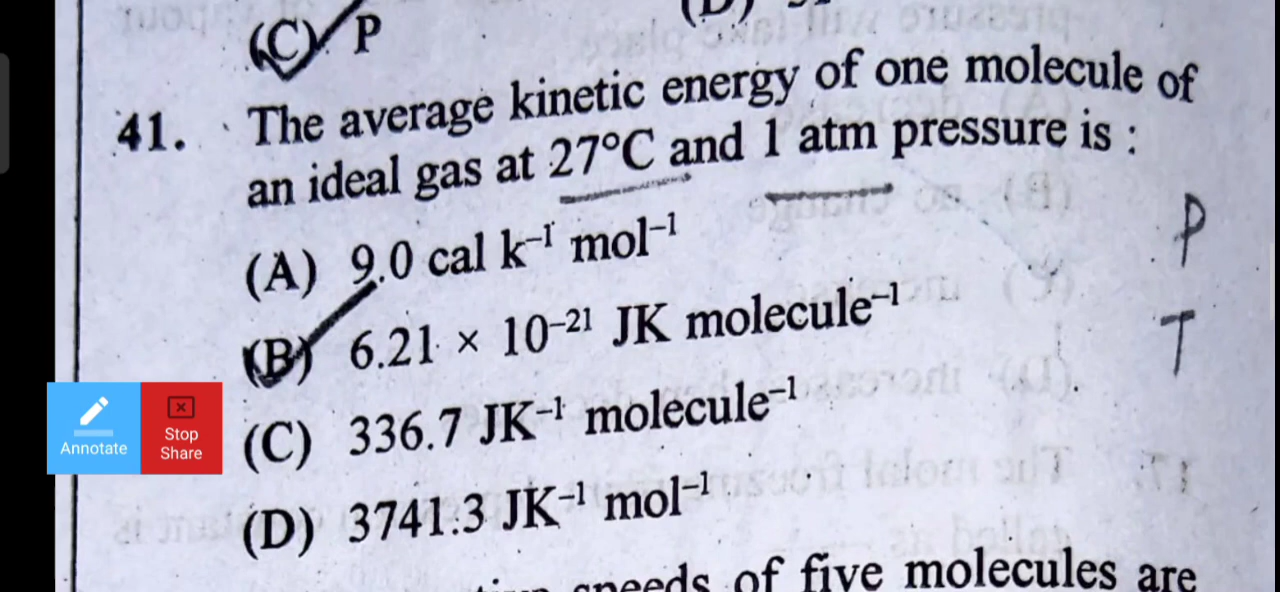 (C) P
(D)
41. The average kinetic energy of one molecule of
an ideal gas at 27°C and 1 atm pressure is :
(A) 9.0 cal k⁻¹ mol⁻¹
P
(B) 6.21 × 10⁻²¹ JK molecule⁻¹
T
Annotate
Stop
Share
(C) 336.7 JK⁻¹ molecule⁻¹
(D) 3741.3 JK⁻¹ mol⁻¹
speeds of five molecules are